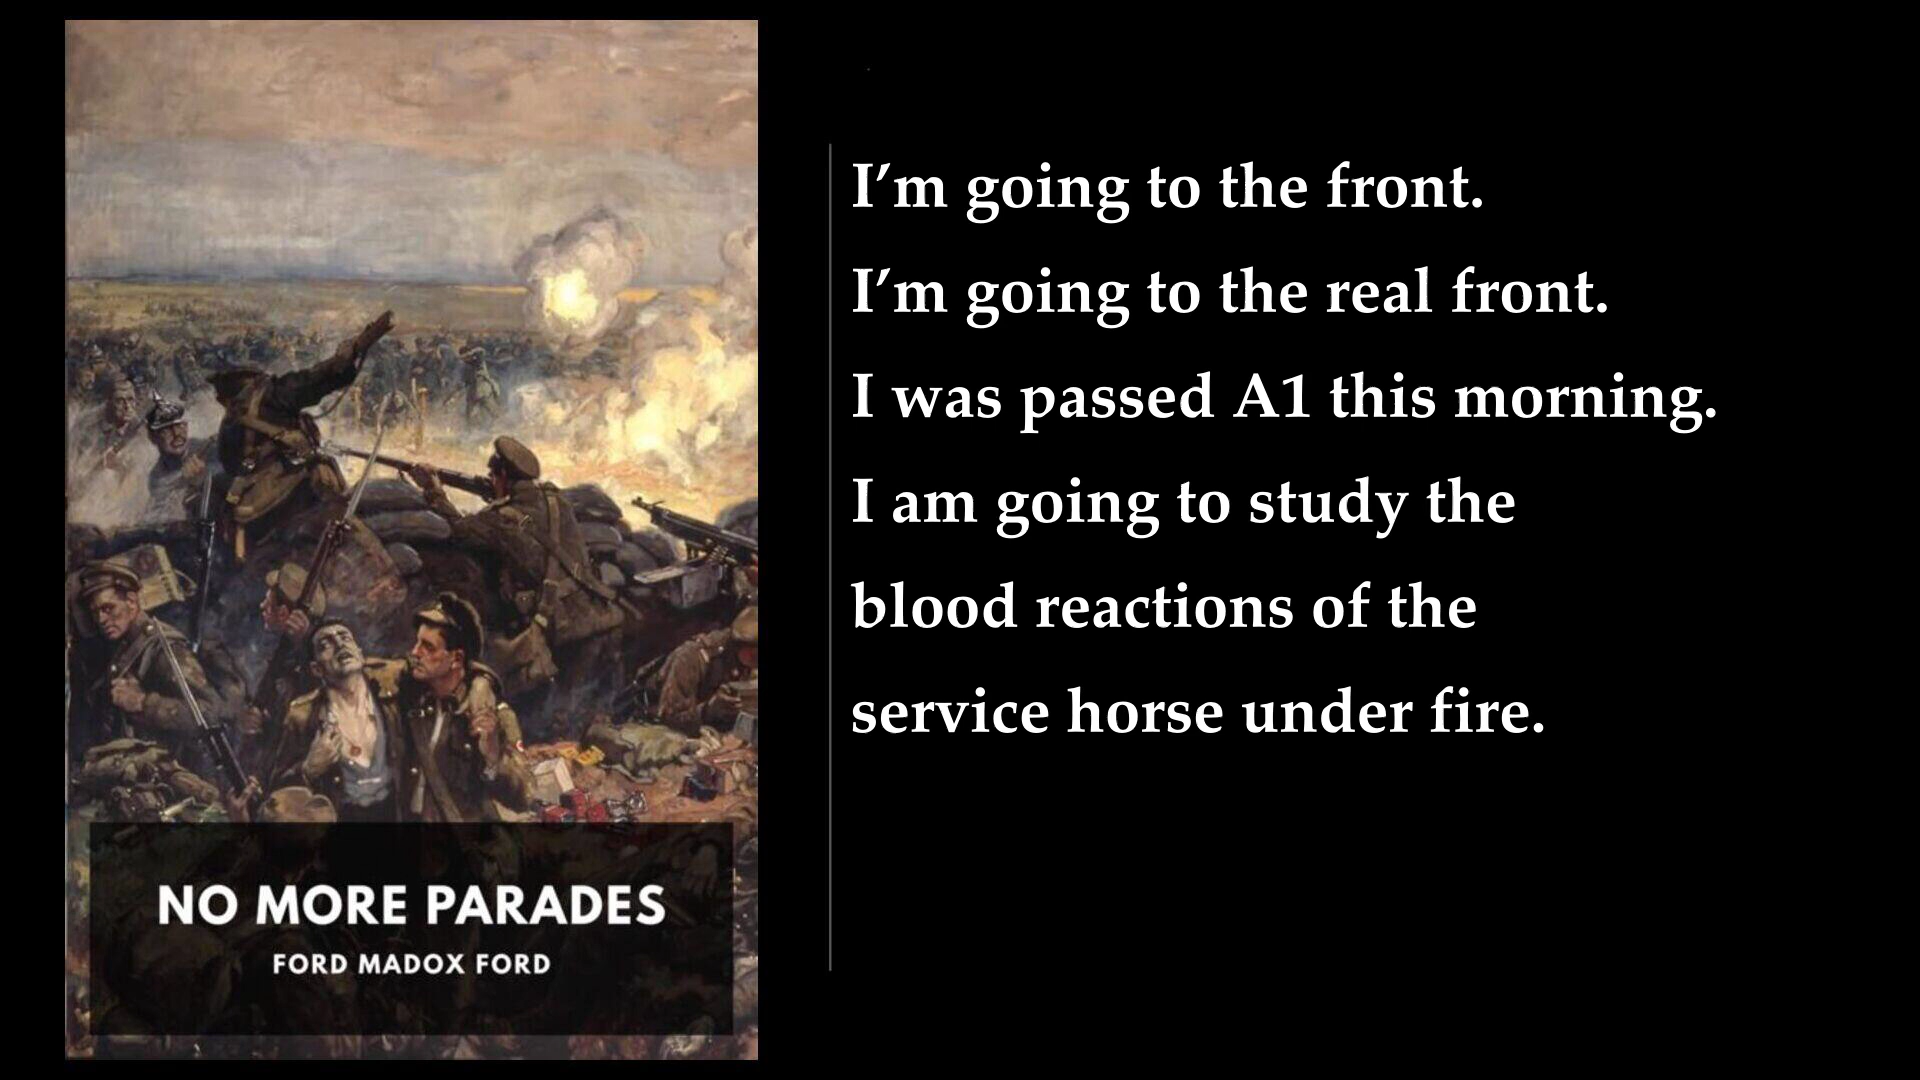 NO MORE PARADES
FORD MADOX FORD
I’m going to the front.
I’m going to the real front.
I was passed A1 this morning.
I am going to study the
blood reactions of the
service horse under fire.